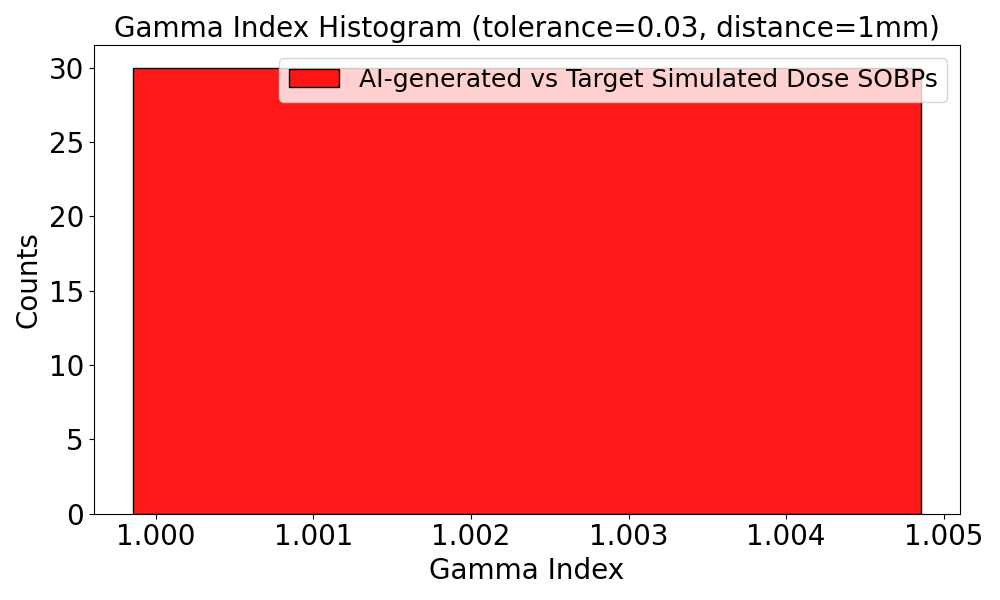 Gamma Index Histogram (tolerance=0.03, distance=1mm)
AI-generated vs Target Simulated Dose SOBPs
30
25
20
15
10
5
0
Counts
1.000 1.001 1.002 1.003 1.004 1.005
Gamma Index